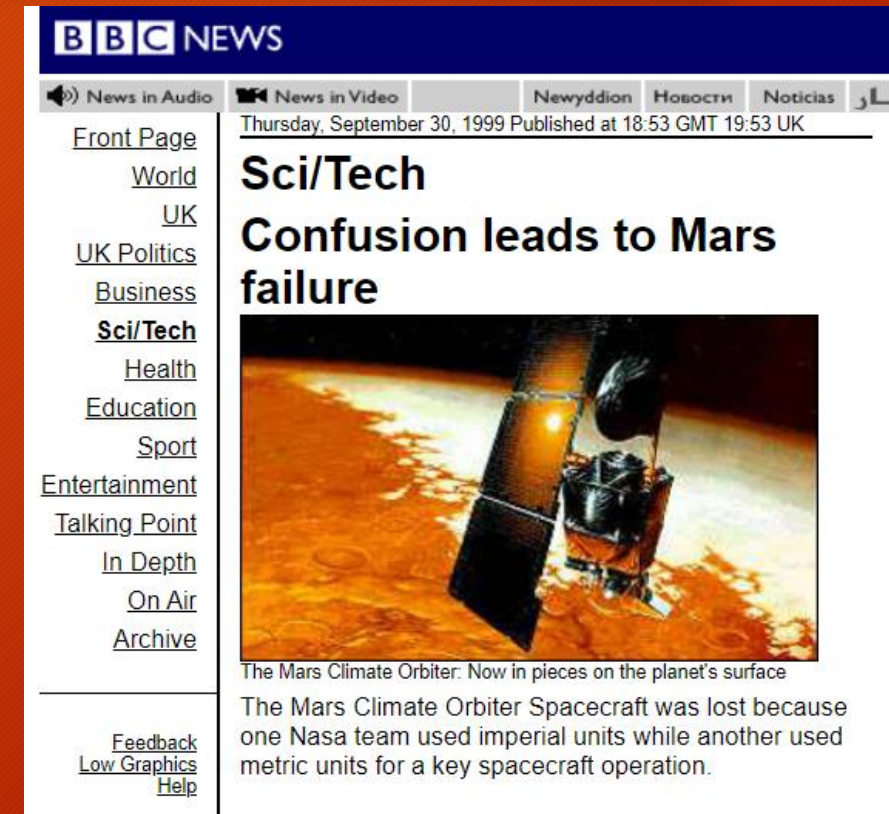 BBC NEWS
News in Audio News in Video Newyddion Новости Noticias
Thursday, September 30, 1999 Published at 18:53 GMT 19:53 UK
Front Page
World
UK
UK Politics
Business
Sci/Tech
Health
Education
Sport
Entertainment
Talking Point
In Depth
On Air
Archive
Feedback
Low Graphics
Help
Sci/Tech
Confusion leads to Mars
failure
The Mars Climate Orbiter: Now in pieces on the planet's surface
The Mars Climate Orbiter Spacecraft was lost because
one Nasa team used imperial units while another used
metric units for a key spacecraft operation.